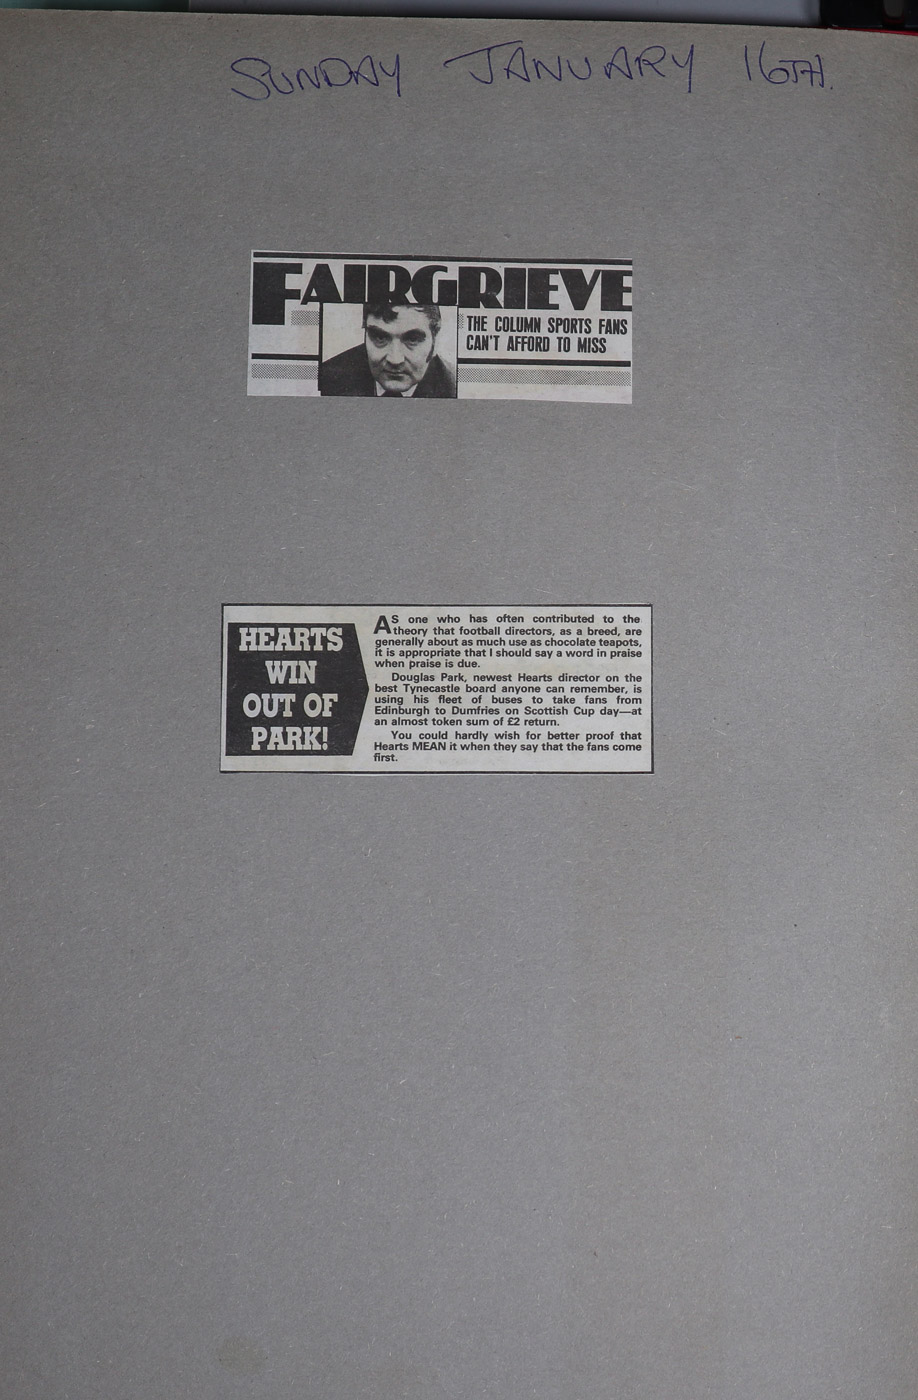 SUNDAY JANUARY 16TH.
FAIRGRIEVE
THE COLUMN SPORTS FANS
CAN'T AFFORD TO MISS
HEARTS
WIN
OUT OF
PARK!
AS one who has often contributed to the
theory that football directors, as a breed, are
generally about as much use as chocolate teapots,
it is appropriate that I should say a word in praise
when praise is due.
Douglas Park, newest Hearts director on the
best Tynecastle board anyone can remember, is
using his fleet of buses to take fans from
Edinburgh to Dumfries on Scottish Cup day—at
an almost token sum of £2 return.
You could hardly wish for better proof that
Hearts MEAN it when they say that the fans come
first.